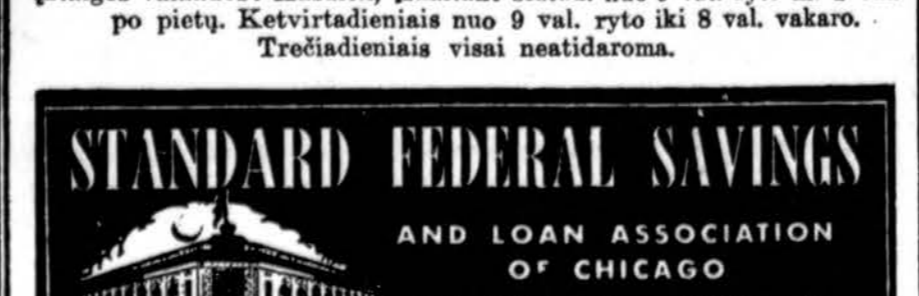 po pietų. Ketvirtadieniais nuo 9 val. ryto iki 8 val. vakaro.
Trečiadieniais visai neatidaroma.
STANDARD FEDERAL SAVINGS
AND LOAN ASSOCIATION
OF CHICAGO